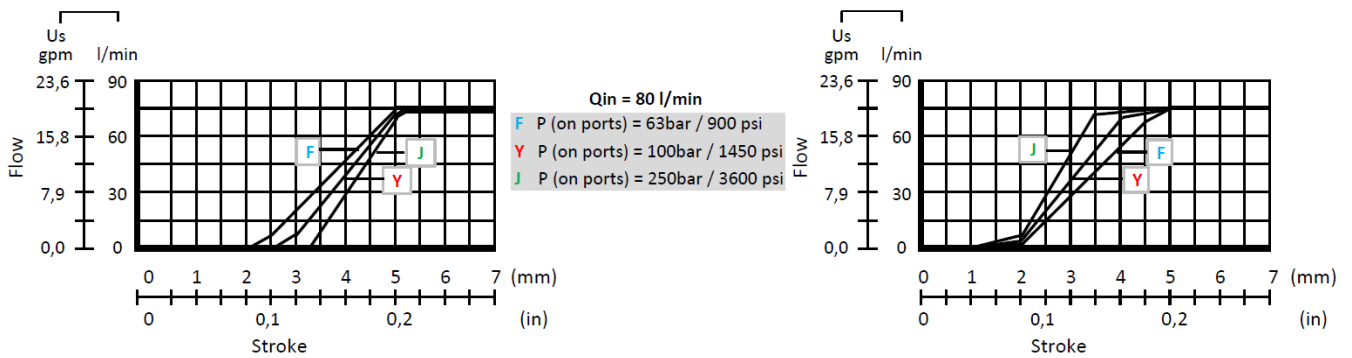 Us
gpm l/min
23,6 90
15,8 60
7,9 30
0,0 0
Flow
F
J
Y
0 1 2 3 4 5 6 7 (mm)
0 0,1 0,2 (in)
Stroke
Qin = 80 l/min
F P (on ports) = 63bar / 900 psi
Y P (on ports) = 100bar / 1450 psi
J P (on ports) = 250bar / 3600 psi
Us
gpm l/min
23,6 90
15,8 60
7,9 30
0,0 0
Flow
J
F
Y
0 1 2 3 4 5 6 7 (mm)
0 0,1 0,2 (in)
Stroke